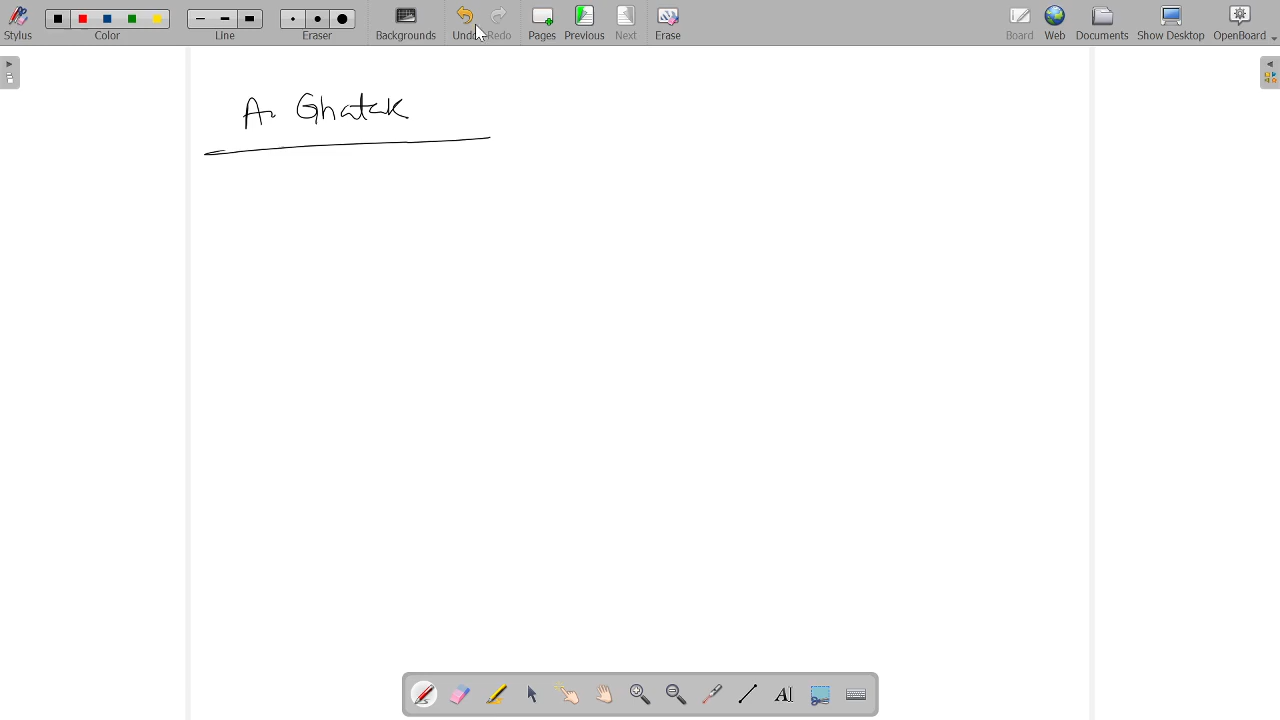 Stylus
Color
Line
Eraser
Backgrounds
Undo
Redo
Pages
Previous
Next
Erase
Board
Web
Documents
Show Desktop
OpenBoard
A. Ghatak